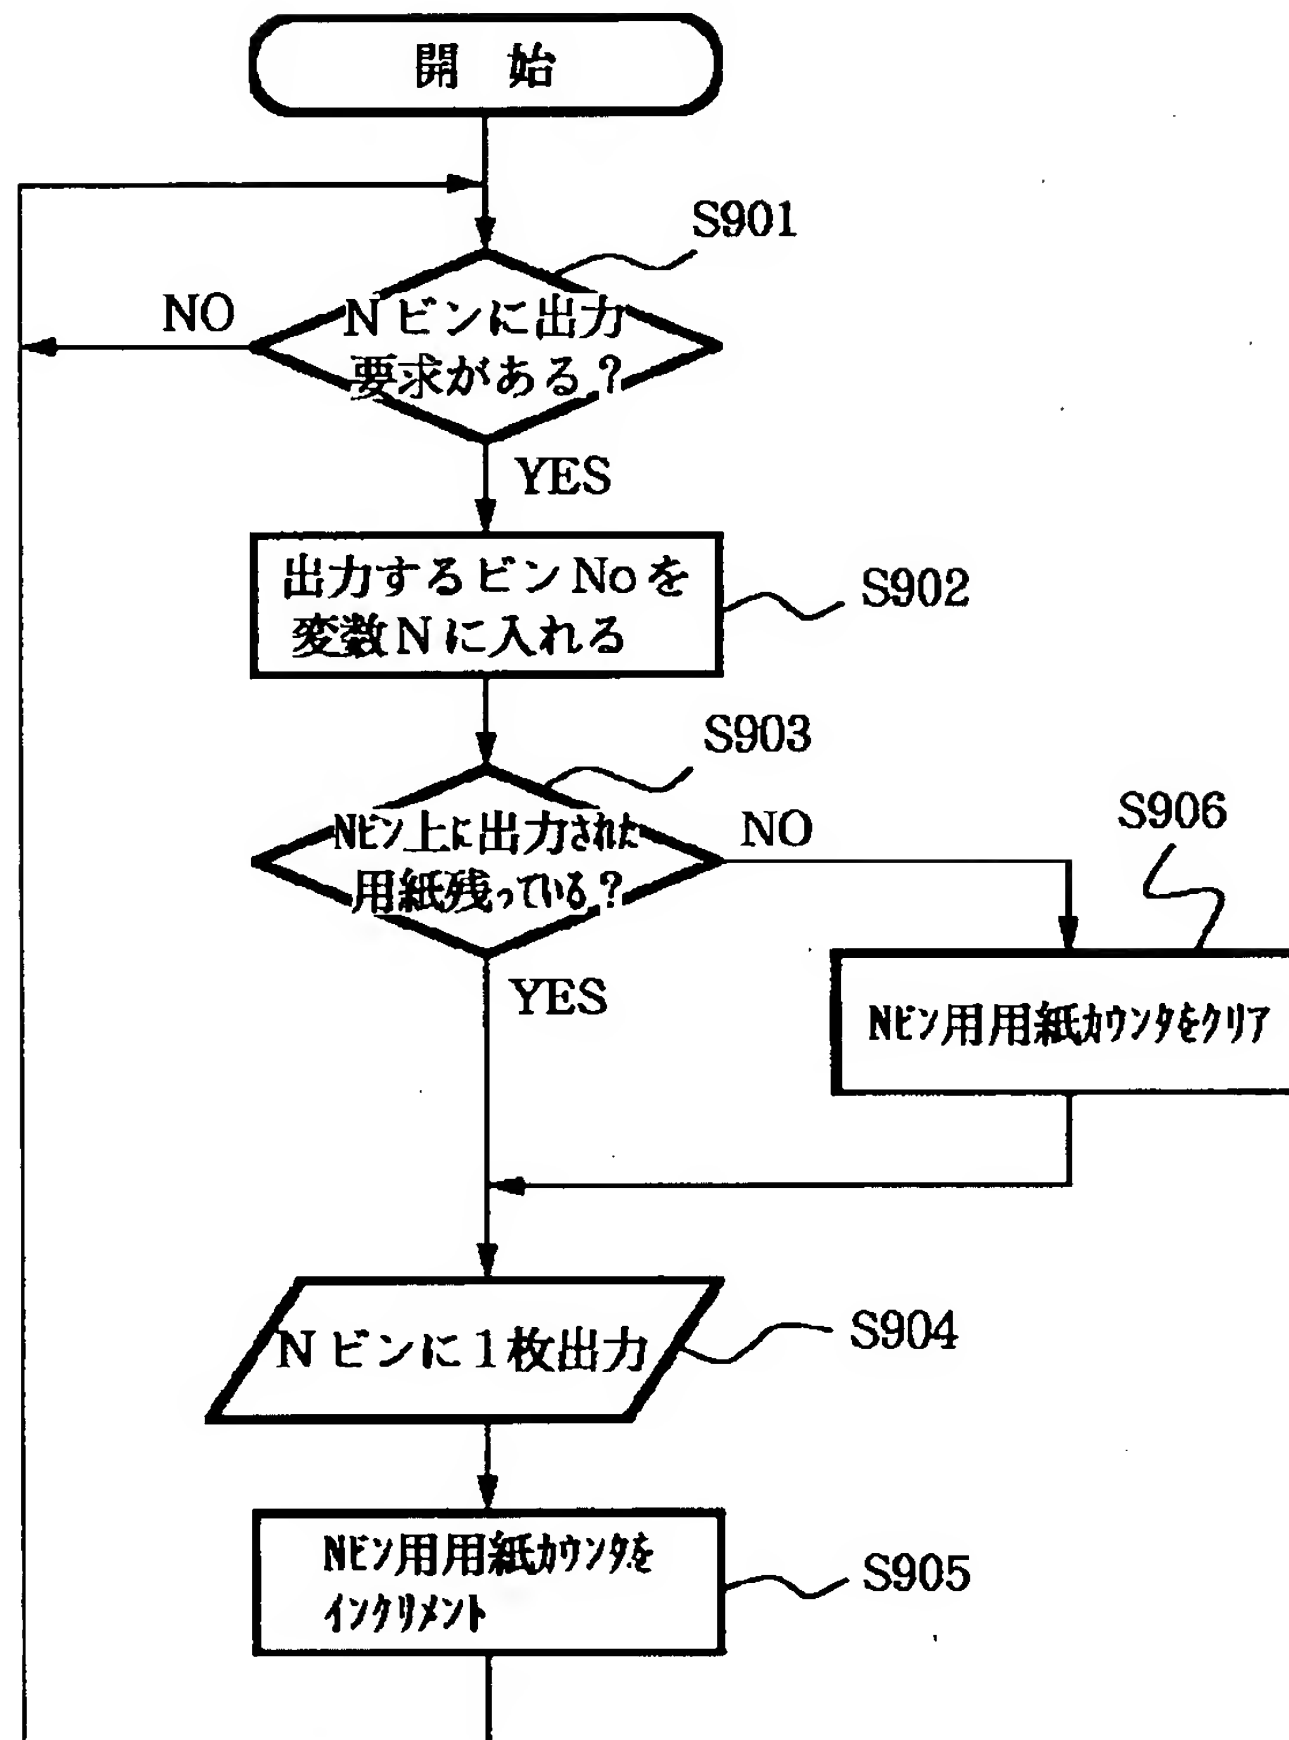 開 始
S901
NO
Nビンに出力
要求がある?
YES
出力するビンNoを
変数Nに入れる
S902
S903
Nビン上に出力された
用紙残っている?
NO
S906
YES
Nビン用用紙カウンタをクリア
Nビンに1枚出力
S904
Nビン用用紙カウンタを
インクリメント
S905